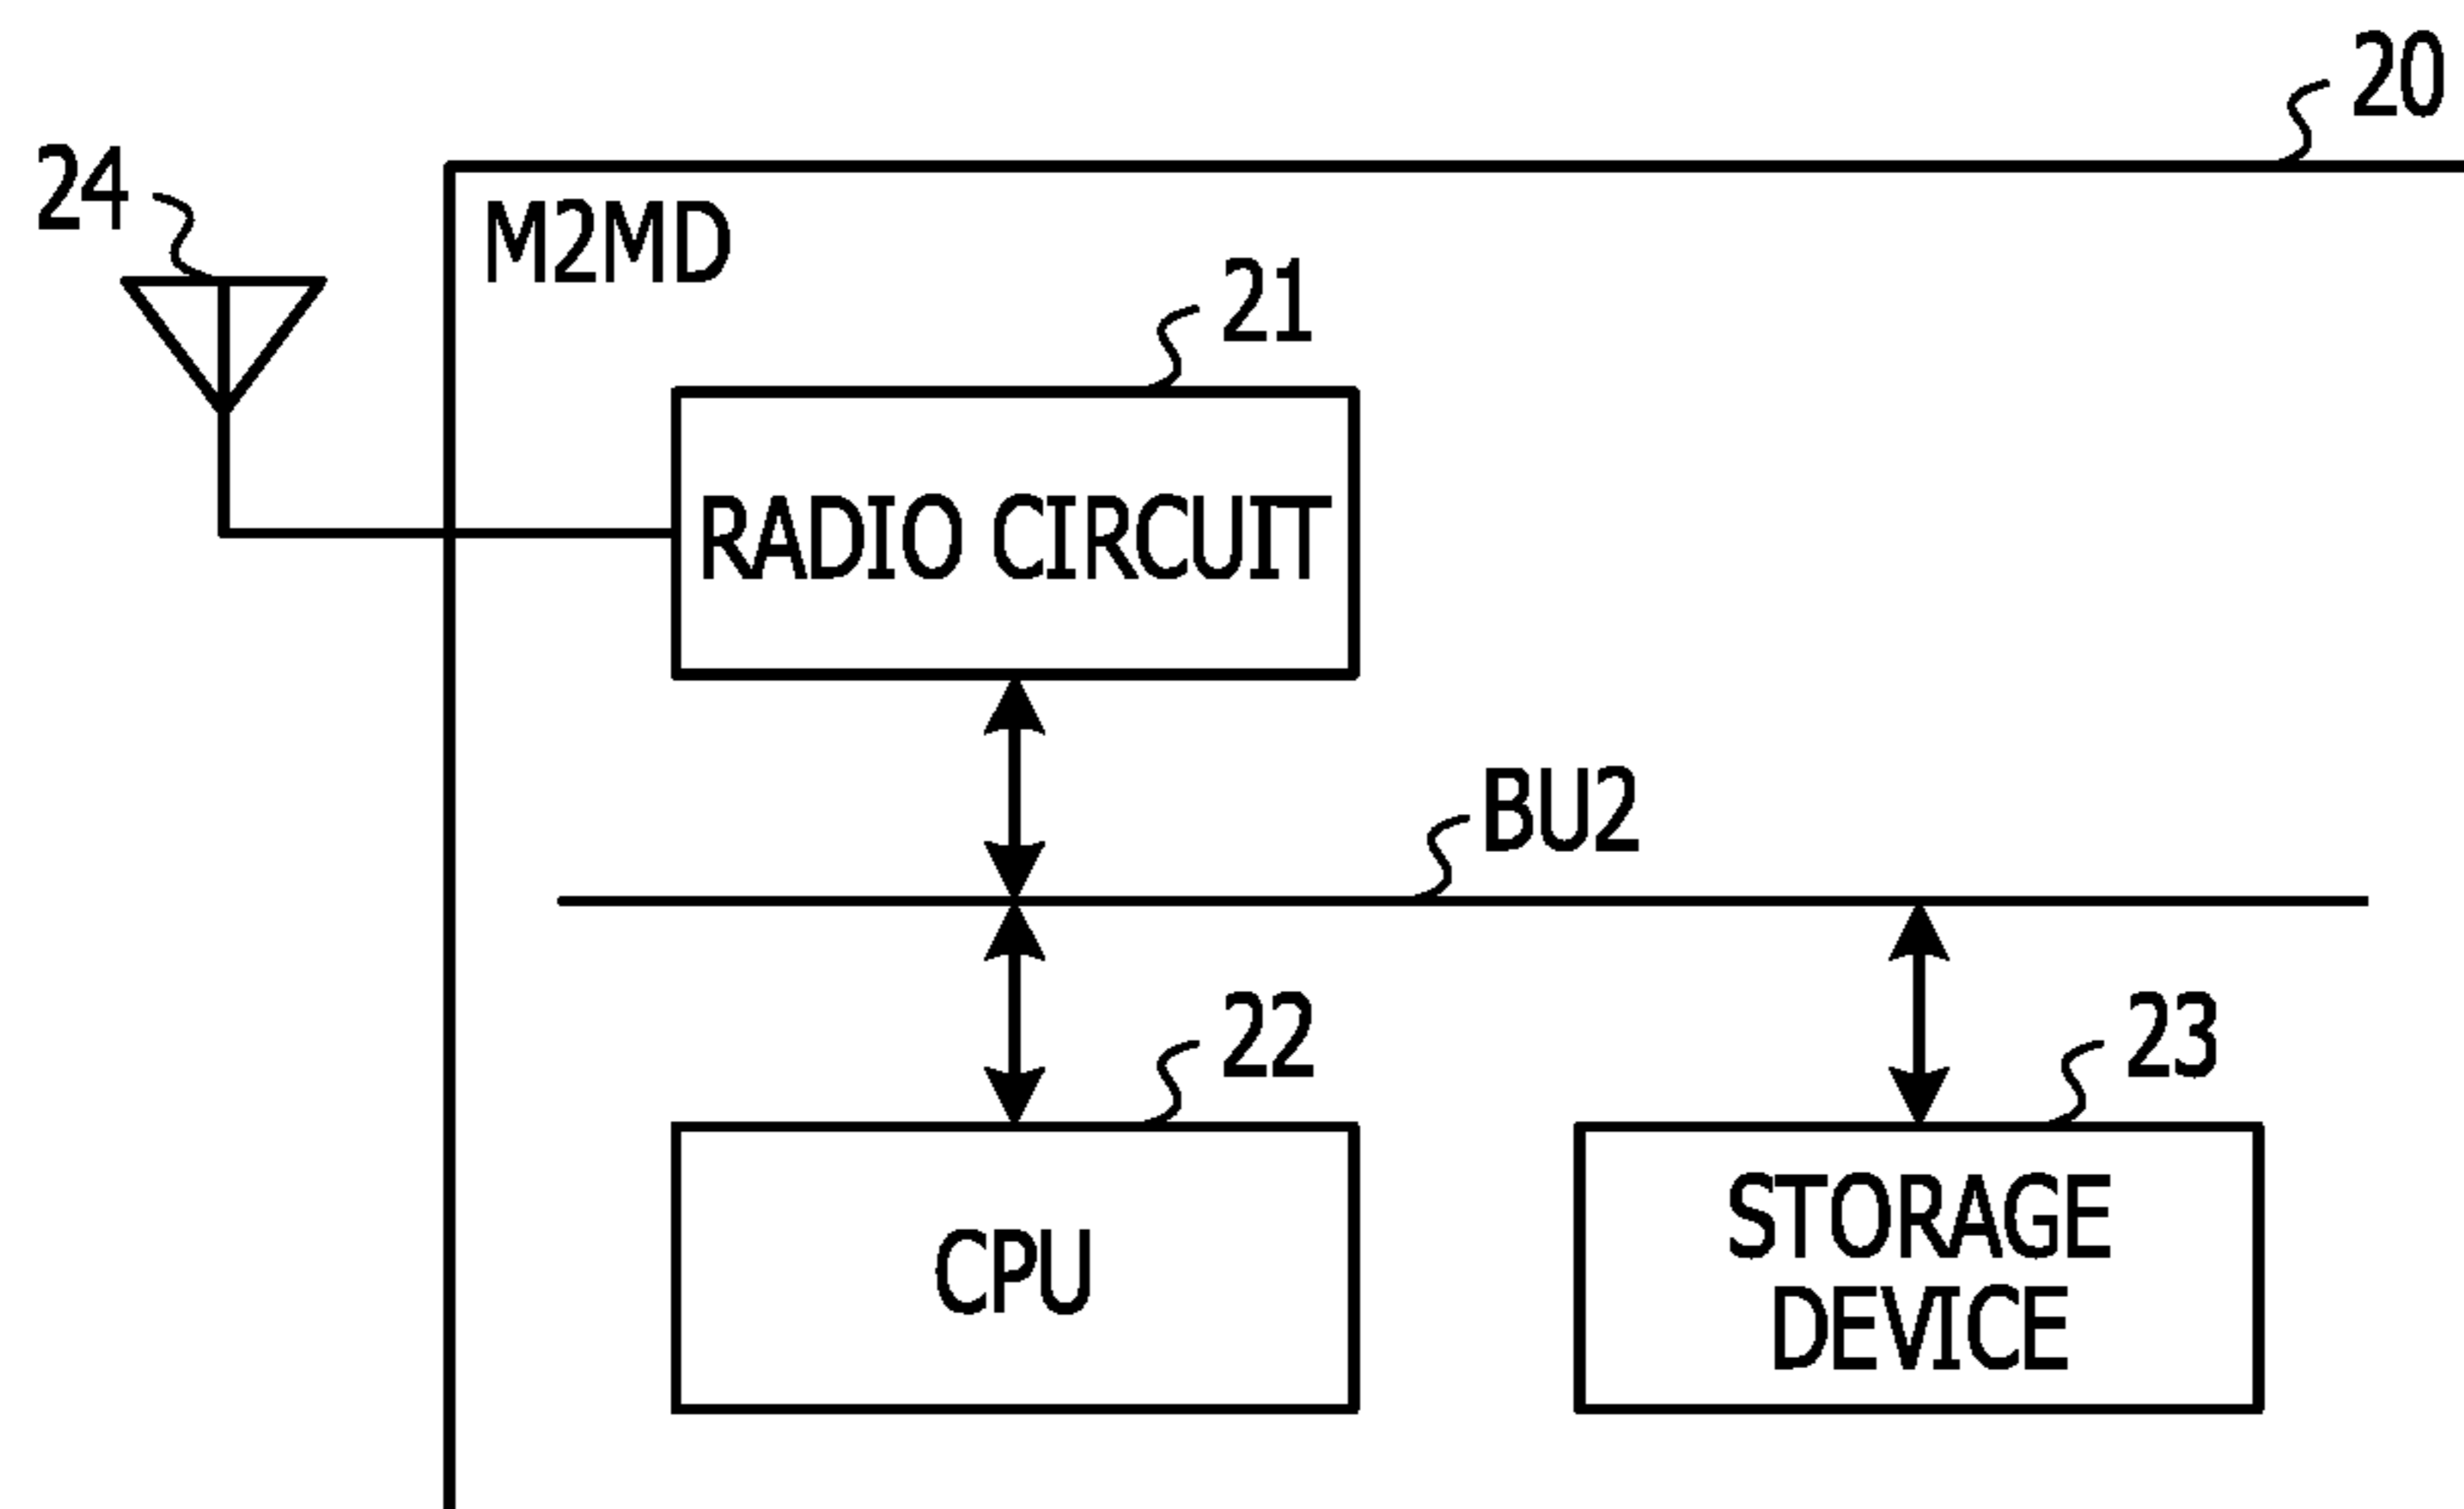 20
24
M2MD
21
RADIO CIRCUIT
BU2
22
23
CPU
STORAGE
DEVICE